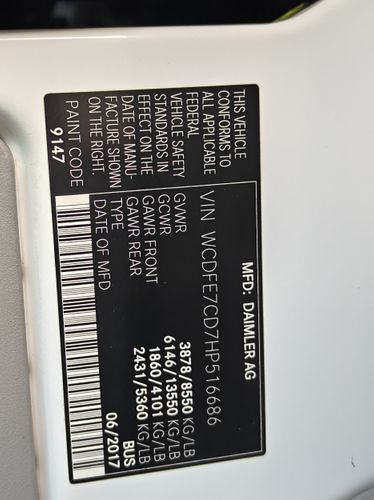 MFD: DAIMLER AG
THIS VEHICLE
CONFORMS TO
ALL APPLICABLE
FEDERAL
VEHICLE SAFETY
STANDARDS IN
EFFECT ON THE
DATE OF MANU-
FACTURE SHOWN
ON THE RIGHT.
VIN WCDFE7CD7HP516686
GVWR 3878/8550 KG/LB
GCWR 6146/13550 KG/LB
GAWR FRONT 1860/4101 KG/LB
GAWR REAR 2431/5360 KG/LB
TYPE BUS
DATE OF MANUFACTURE 06/2017
PAINT CODE 9147